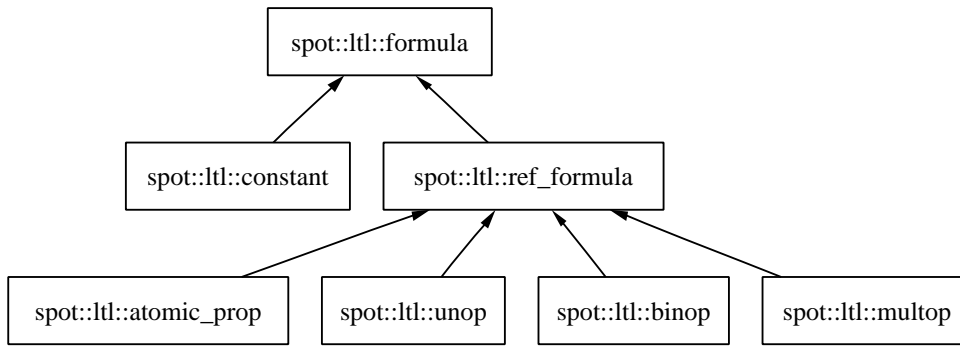 spot::ltl::formula
spot::ltl::constant
spot::ltl::ref_formula
spot::ltl::atomic_prop
spot::ltl::unop
spot::ltl::binop
spot::ltl::multop